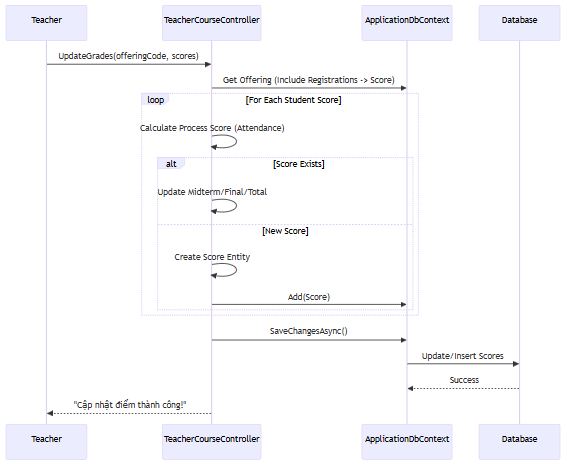 Teacher TeacherCourseController ApplicationDbContext Database
UpdateGrades(offeringCode, scores)
Get Offering (Include Registrations -> Score)
loop [For Each Student Score]
Calculate Process Score (Attendance)
alt [Score Exists]
Update Midterm/Final/Total
[New Score]
Create Score Entity
Add(Score)
SaveChangesAsync()
Update/Insert Scores
Success
"Cập nhật điểm thành công!"
Teacher TeacherCourseController ApplicationDbContext Database